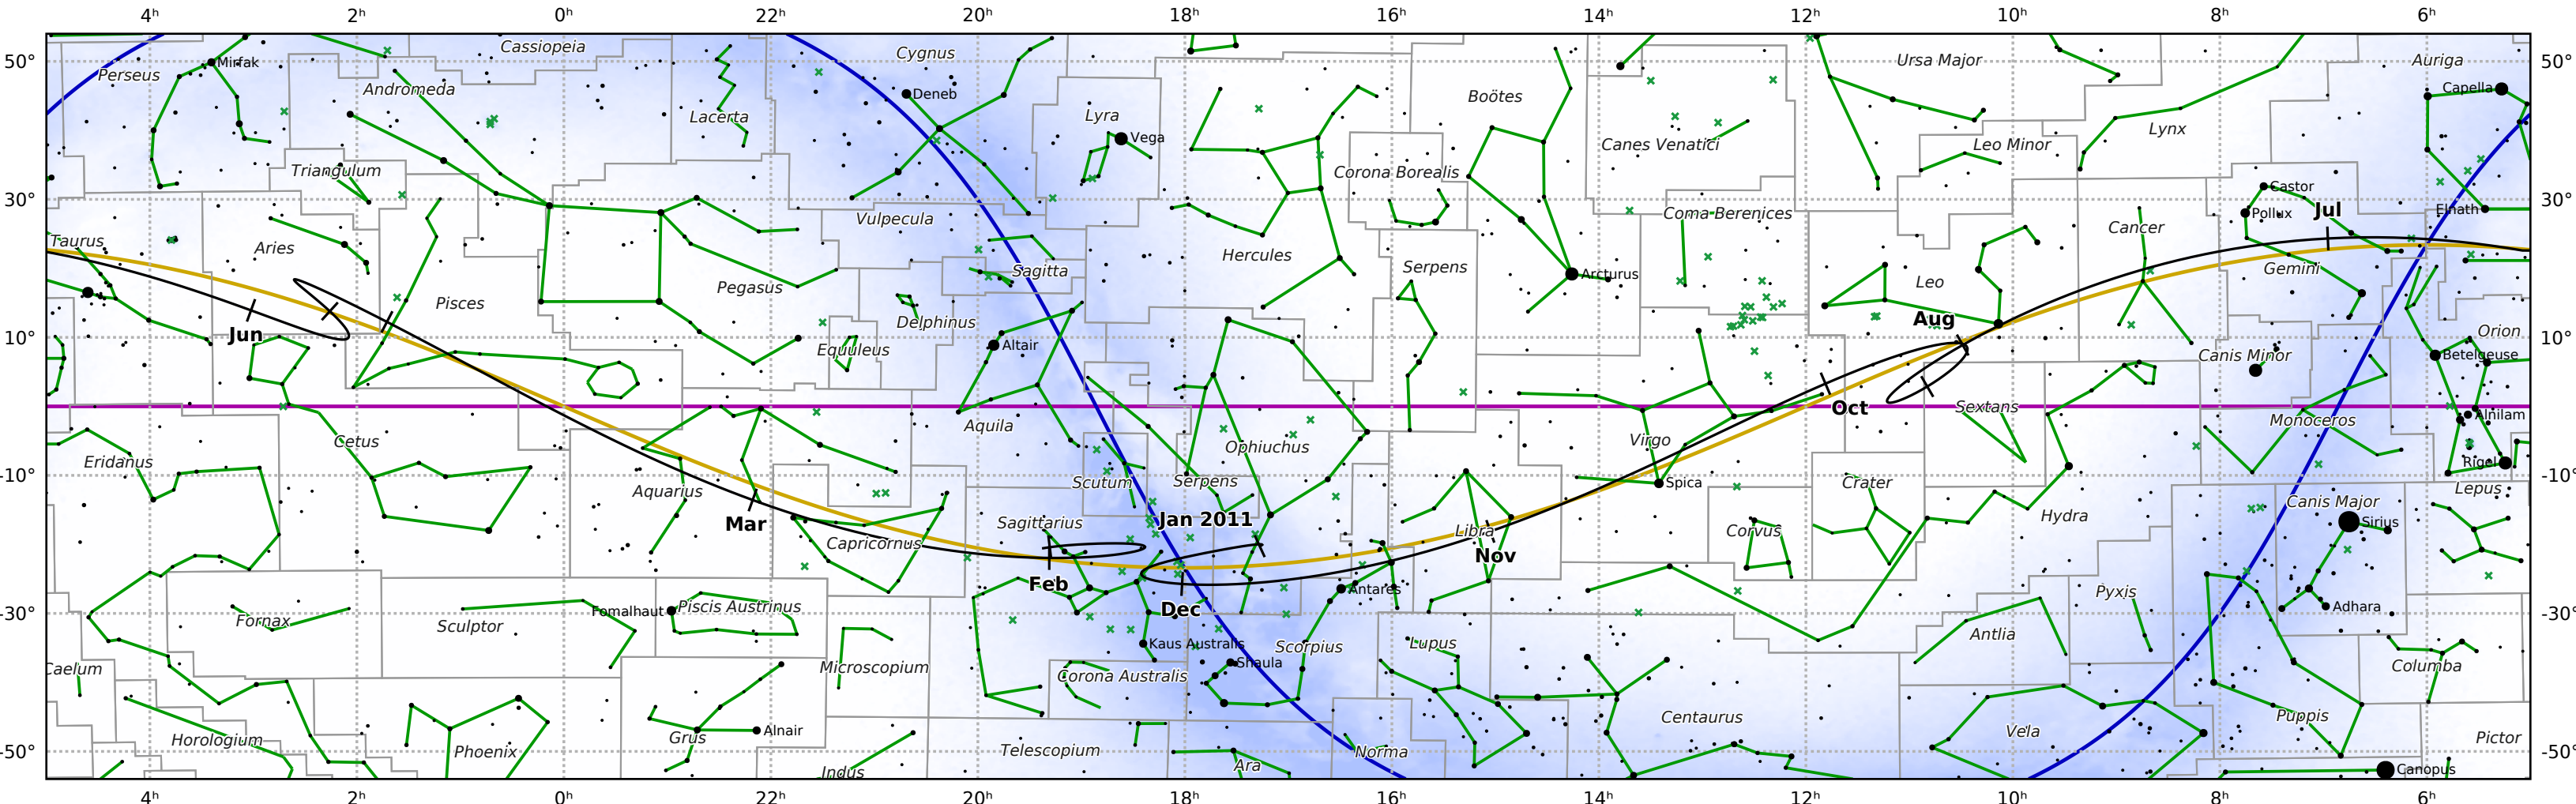 4ʰ 2ʰ 0ʰ 22ʰ 20ʰ 18ʰ 16ʰ 14ʰ 12ʰ 10ʰ 8ʰ 6ʰ
Cassiopeia
Cygnus
50° Perseus Mirfak Ursa Major Auriga 50°
Andromeda Deneb Boötes Lynx Capella
Lacerta Lyra Vega
Canes Venatici Leo Minor
Triangulum Corona Borealis
30° Castor 30°
Vulpecula Coma Berenices Pollux Jul Elnath
Taurus Aries Hercules Cancer
Pegasus Sagitta Serpens Arcturus Leo Gemini
Pisces
Jun Delphinus Aug Orion
10° Equuleus Altair Canis Minor Betelgeuse 10°
Oct Sextans
Cetus Aquila Ophiuchus Virgo Monoceros Alnilam
Eridanus Rigel
-10° Aquarius Scutum Serpens Spica Crater Lepus -10°
Mar Sagittarius Jan 2011 Libra Corvus Hydra Canis Major Sirius
Capricornus Nov
Feb Dec Antares Pyxis
-30° Fornax Sculptor Fomalhaut Piscis Austrinus Adhara -30°
Caelum Microscopium Kaus Australis Shaula Scorpius Lupus Antlia Columba
Corona Australis
Horologium Phoenix Grus Alnair Centaurus Vela Puppis
-50° Indus Telescopium Ara Norma Pictor -50°
Canopus
4ʰ 2ʰ 0ʰ 22ʰ 20ʰ 18ʰ 16ʰ 14ʰ 12ʰ 10ʰ 8ʰ 6ʰ